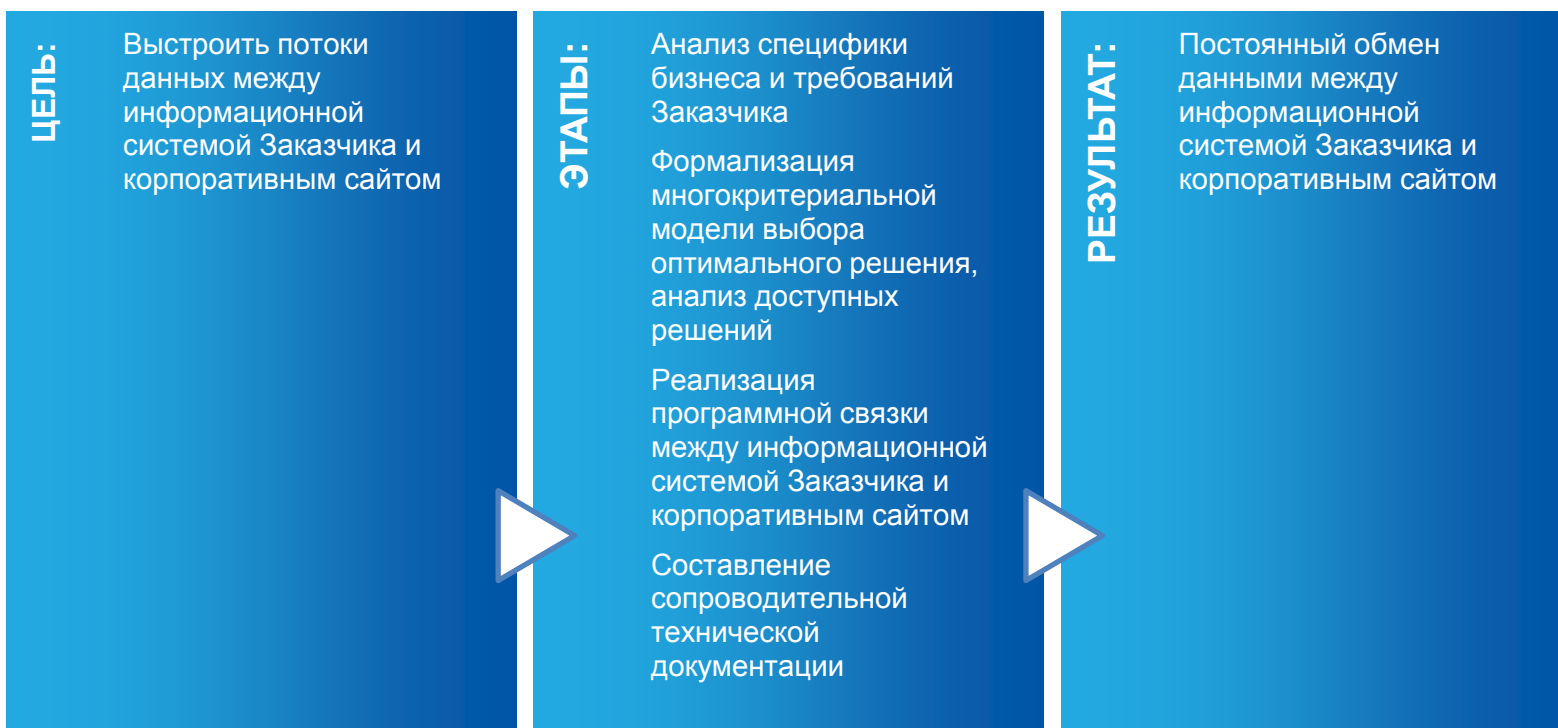 ЦЕЛЬ:
Выстроить потоки
данных между
информационной
системой Заказчика и
корпоративным сайтом
ЭТАПЫ:
Анализ специфики
бизнеса и требований
Заказчика
Формализация
многокритериальной
модели выбора
оптимального решения,
анализ доступных
решений
Реализация
программной связки
между информационной
системой Заказчика и
корпоративным сайтом
Составление
сопроводительной
технической
документации
РЕЗУЛЬТАТ:
Постоянный обмен
данными между
информационной
системой Заказчика и
корпоративным сайтом